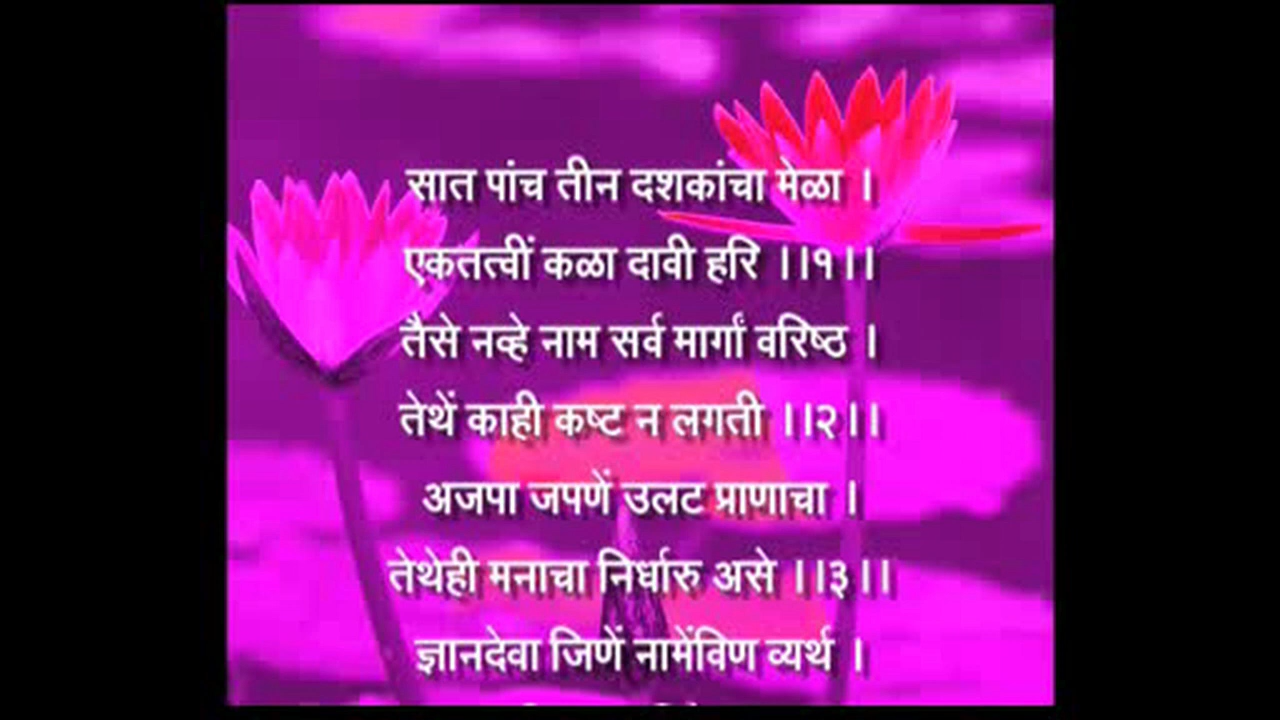 सात पांच तीन दशकांचा मेळा ।
एकतत्वीं कळा दावी हरि ।।१।।
तैसे नव्हे नाम सर्व मार्गां वरिष्ठ ।
तेथें काही कष्ट न लगती ।।२।।
अजपा जपणें उलट प्राणाचा ।
तेथेही मनाचा निर्धारु असे ।।३।।
ज्ञानदेवा जिणें नामेंविण व्यर्थ ।